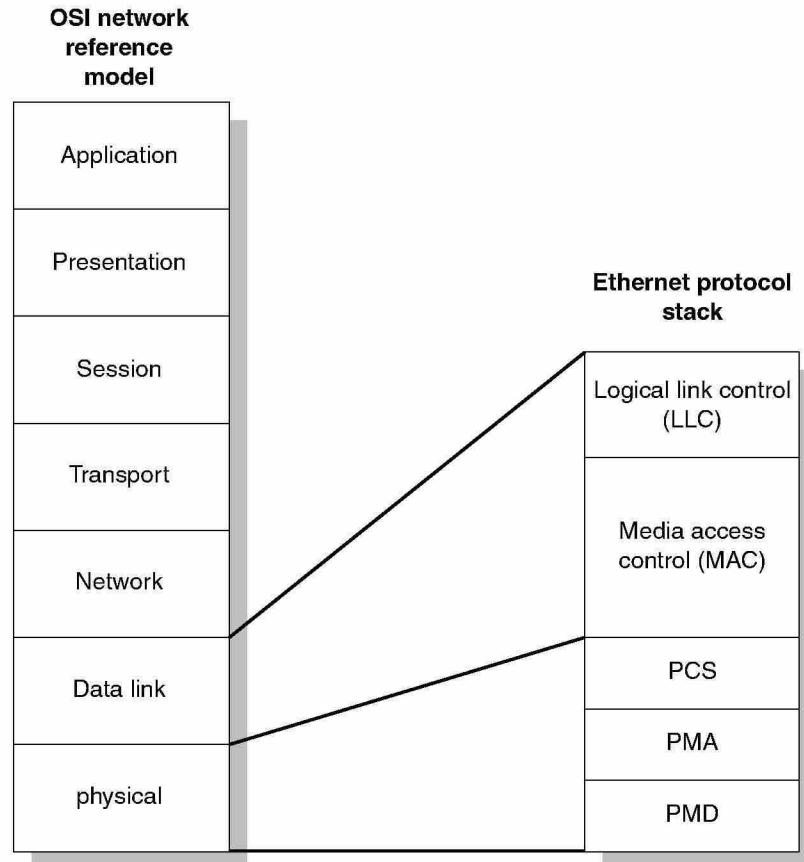 OSI network
reference
model
Application
Presentation
Session
Transport
Network
Data link
physical
Ethernet protocol
stack
Logical link control
(LLC)
Media access
control (MAC)
PCS
PMA
PMD